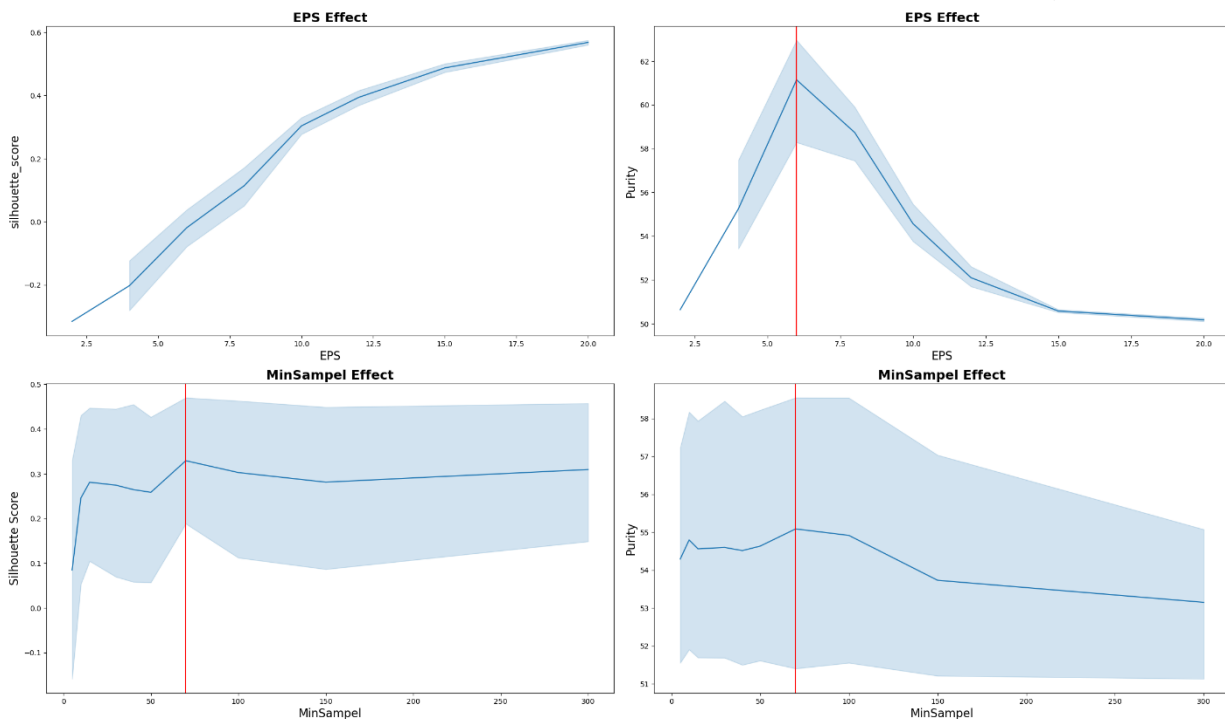 EPS Effect
silhouette_score
0.6
0.4
0.2
0.0
−0.2
2.5 5.0 7.5 10.0 12.5 15.0 17.5 20.0
EPS
EPS Effect
Purity
62
60
58
56
54
52
50
2.5 5.0 7.5 10.0 12.5 15.0 17.5 20.0
EPS
MinSampel Effect
Silhouette Score
0.5
0.4
0.3
0.2
0.1
0.0
−0.1
0 50 100 150 200 250 300
MinSampel
MinSampel Effect
Purity
58
57
56
55
54
53
52
51
0 50 100 150 200 250 300
MinSampel